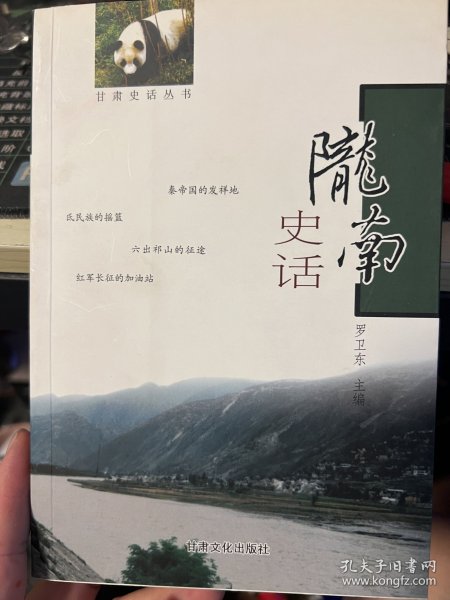 甘肃史话丛书
隴南
史话
秦帝国的发祥地
氐民族的摇篮
六出祁山的征途
红军长征的加油站
罗卫东 主编
甘肃文化出版社
孔夫子旧书网
www.kongfz.com